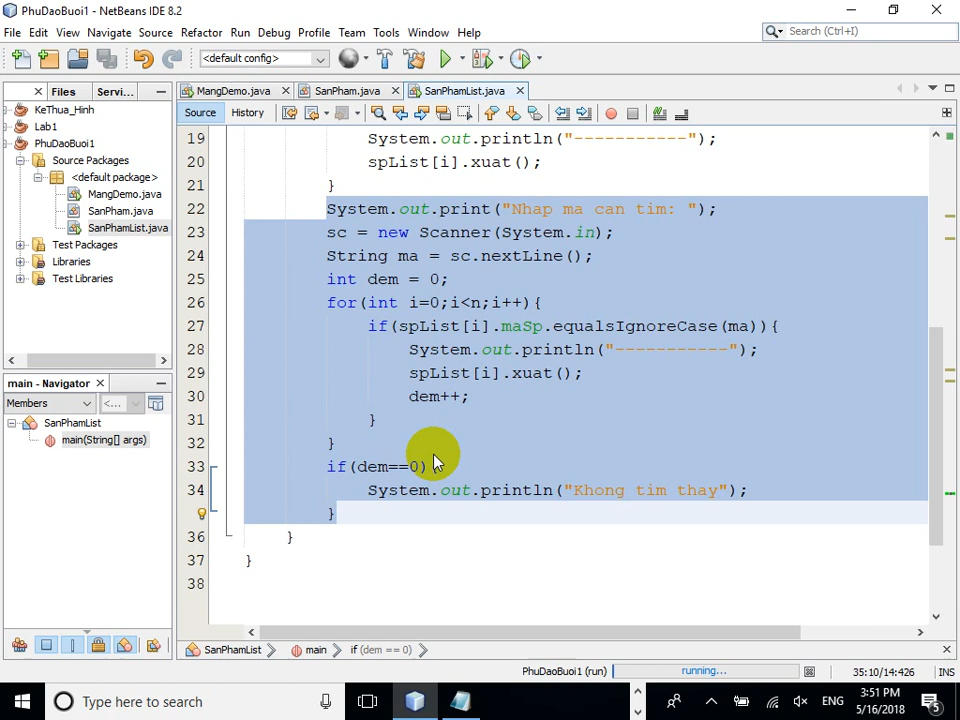 PhuDaoBuoi1 - NetBeans IDE 8.2
File Edit View Navigate Source Refactor Run Debug Profile Team Tools Window Help
Search (Ctrl+I)
<default config>
Files Servi...
MangDemo.java SanPham.java SanPhamList.java
Source History
KeThua_Hinh
Lab1
PhuDaoBuoi1
Source Packages
<default package>
MangDemo.java
SanPham.java
SanPhamList.java
Test Packages
Libraries
Test Libraries
main - Navigator
Members <...
SanPhamList
main(String[] args)
19 System.out.println("-----------");
20 spList[i].xuat();
21 }
22 System.out.print("Nhap ma can tim: ");
23 sc = new Scanner(System.in);
24 String ma = sc.nextLine();
25 int dem = 0;
26 for(int i=0;i<n;i++){
27 if(spList[i].maSp.equalsIgnoreCase(ma)){
28 System.out.println("-----------");
29 spList[i].xuat();
30 dem++;
31 }
32 }
33 if(dem==0)
34 System.out.println("Khong tim thay");
}
36 }
37 }
38
SanPhamList main if (dem == 0)
PhuDaoBuoi1 (run) running... 35:10/14:426 INS
Type here to search
ENG
3:51 PM
5/16/2018
5